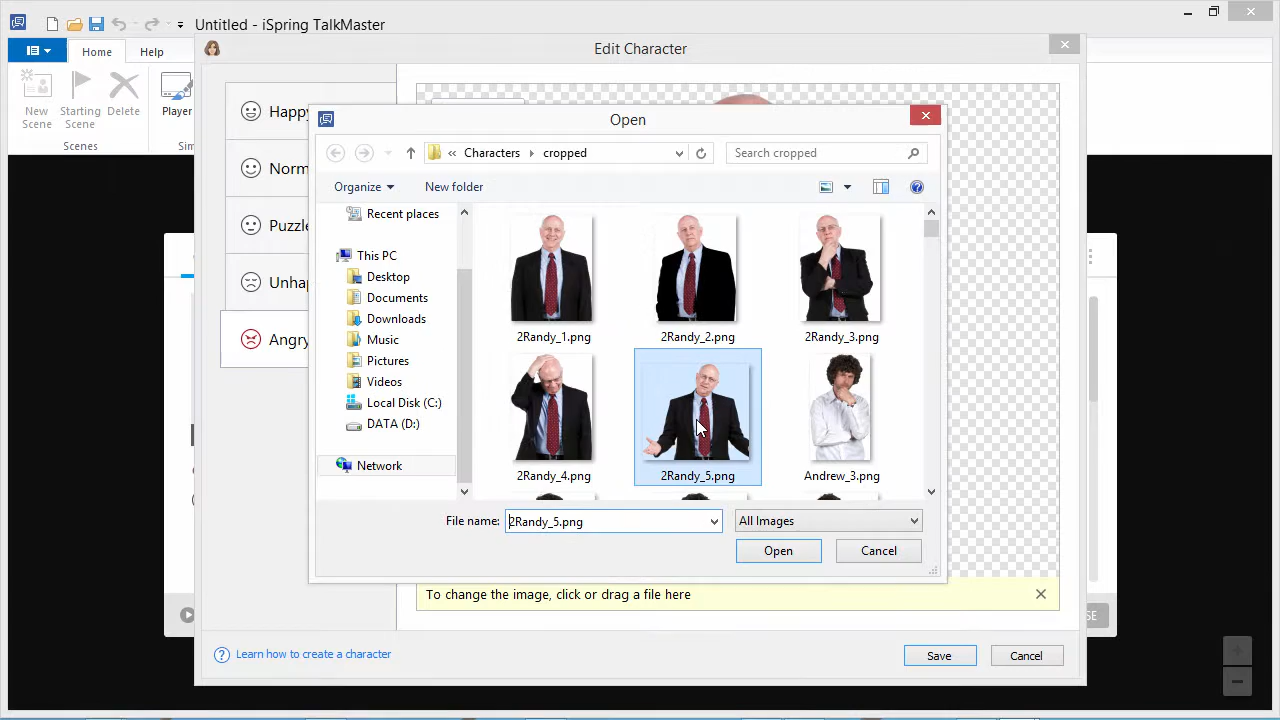 Untitled - iSpring TalkMaster
Home
Help
New Scene
Starting Scene
Delete
Player
Scenes
Edit Character
Happy
Norm
Puzzle
Unhap
Angry
Open
«
Characters
cropped
Search cropped
Organize
New folder
Recent places
This PC
Desktop
Documents
Downloads
Music
Pictures
Videos
Local Disk (C:)
DATA (D:)
Network
2Randy_1.png
2Randy_2.png
2Randy_3.png
2Randy_4.png
2Randy_5.png
Andrew_3.png
File name:
2Randy_5.png
All Images
Open
Cancel
To change the image, click or drag a file here
Learn how to create a character
Save
Cancel